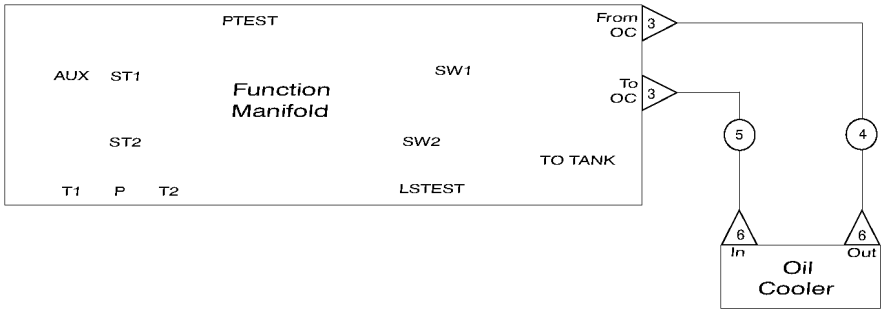 PTEST
From
OC
3
AUX ST1
SW1
Function
Manifold
To
OC
3
ST2
SW2
5
4
TO TANK
T1 P T2
LSTEST
6
6
In
Out
Oil
Cooler